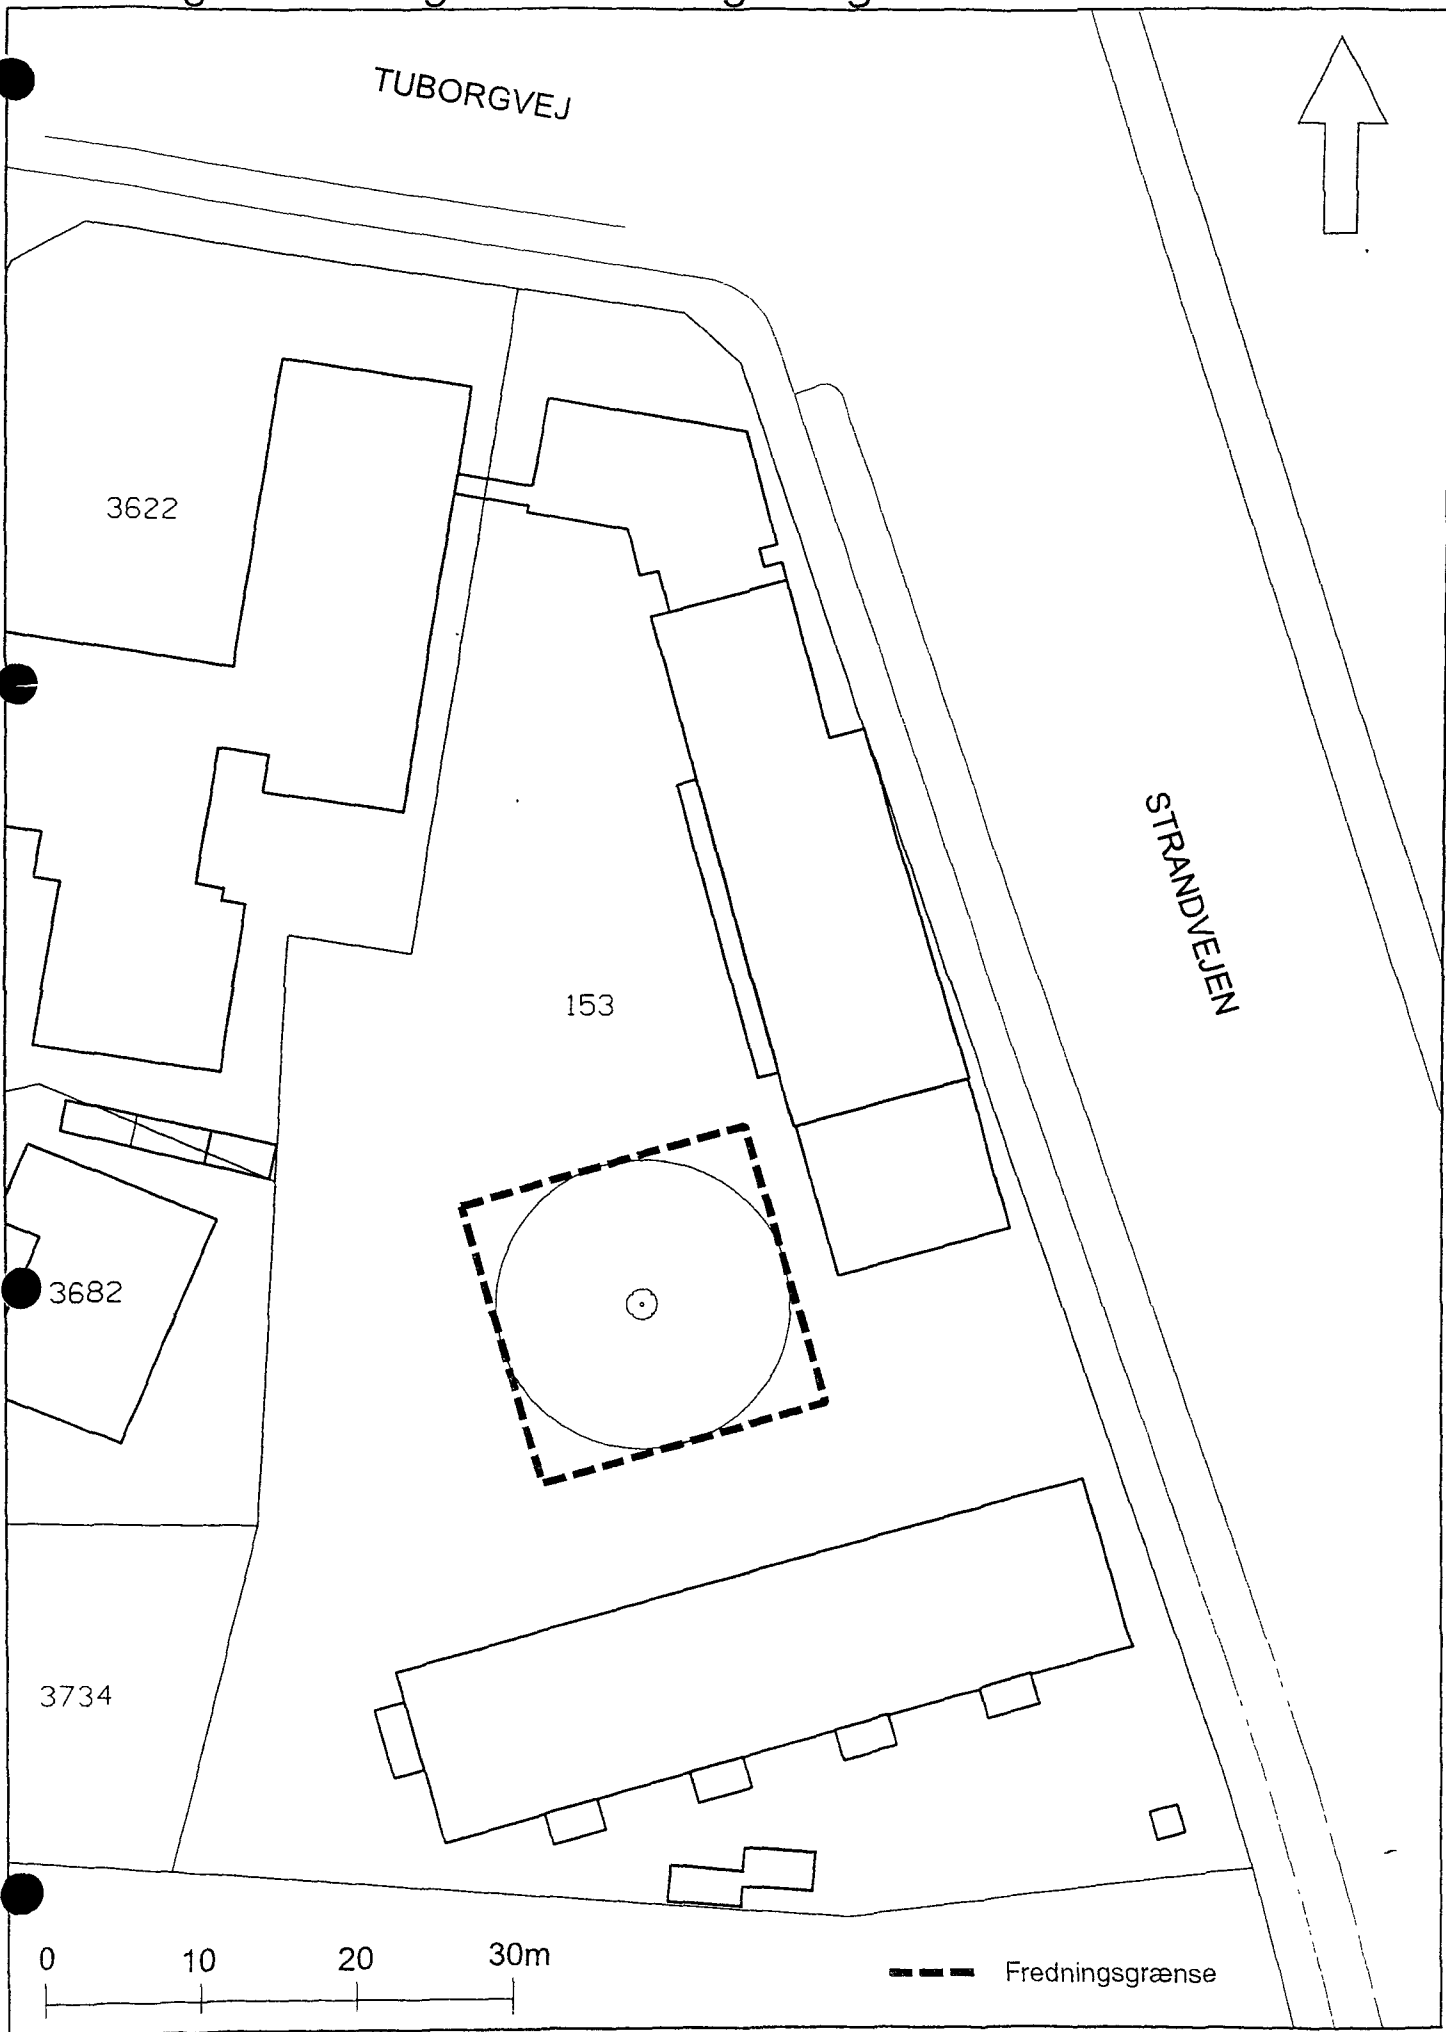 TUBORGVEJ
3622
STRANDVEJEN
153
3682
3734
0 10 20 30m
Fredningsgrænse